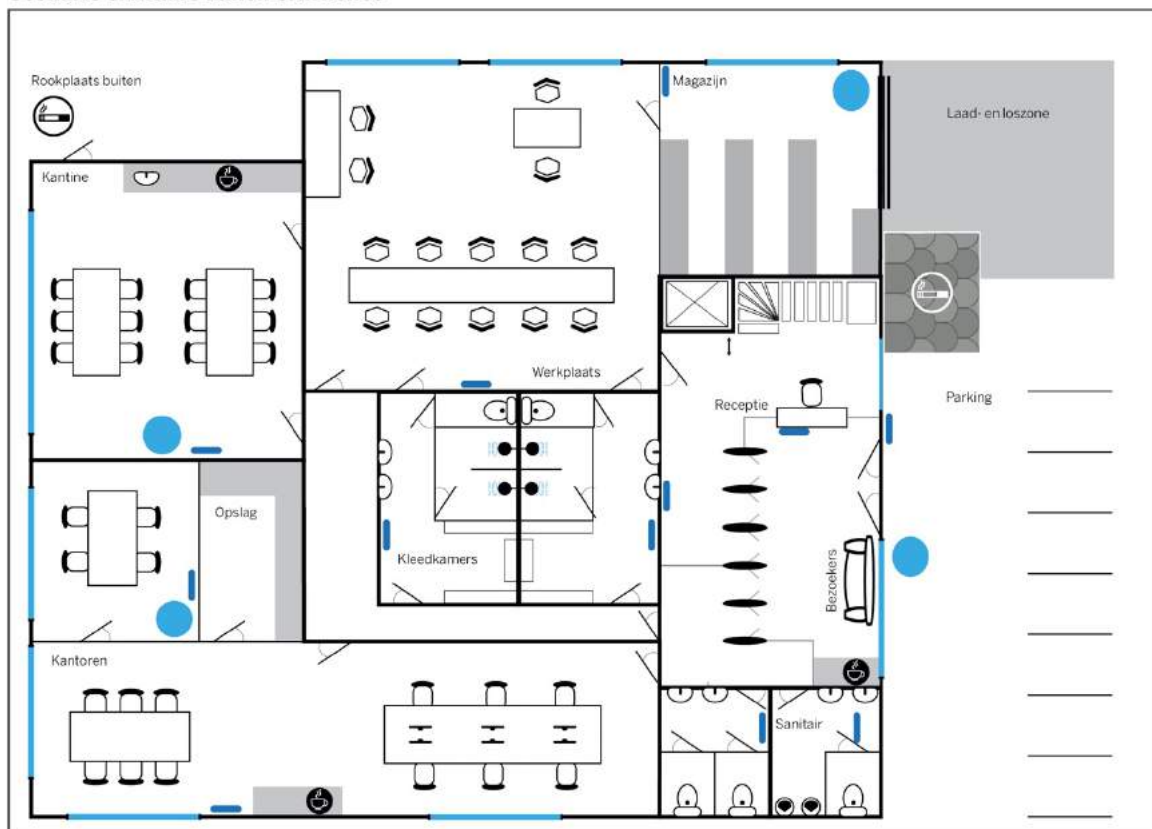 Rookplaats buiten
Magazijn
Laad- en loszone
Kantine
Werkplaats
Receptie
Parking
Opslag
Kleedkamers
Bezoekers
Kantoren
Sanitair